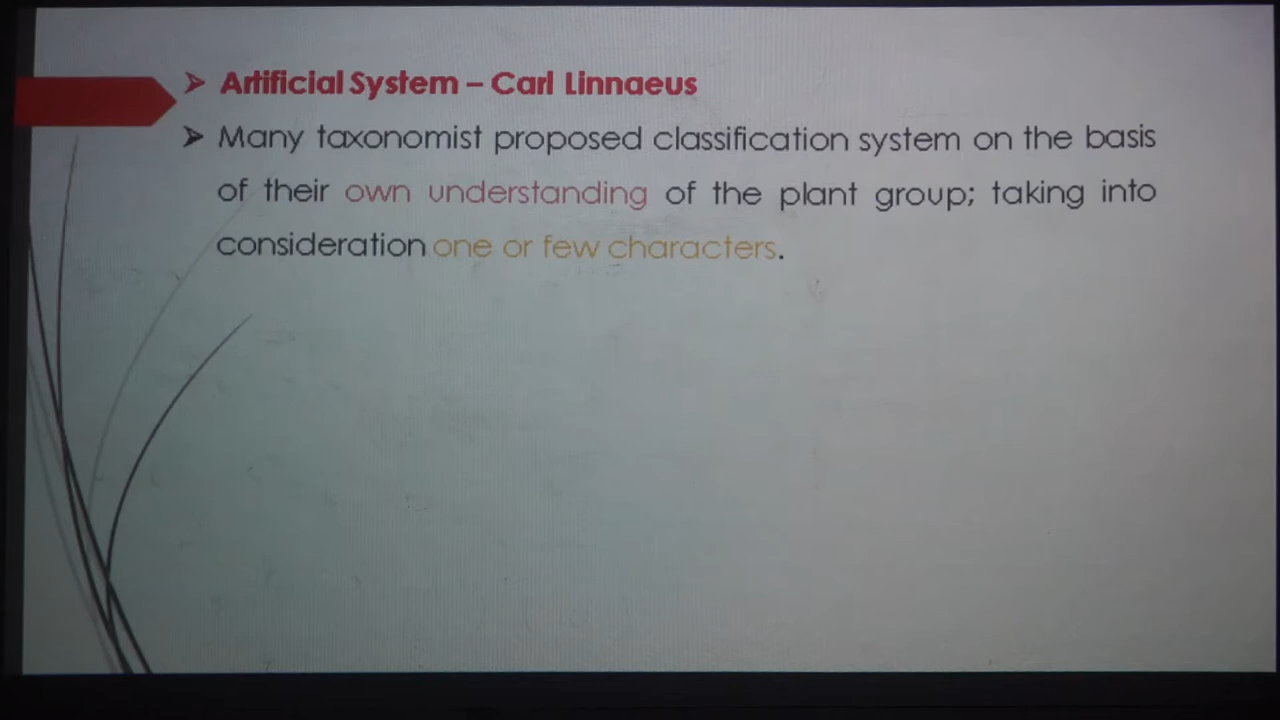 ➢ Artificial System – Carl Linnaeus
➢ Many taxonomist proposed classification system on the basis
of their own understanding of the plant group; taking into
consideration one or few characters.